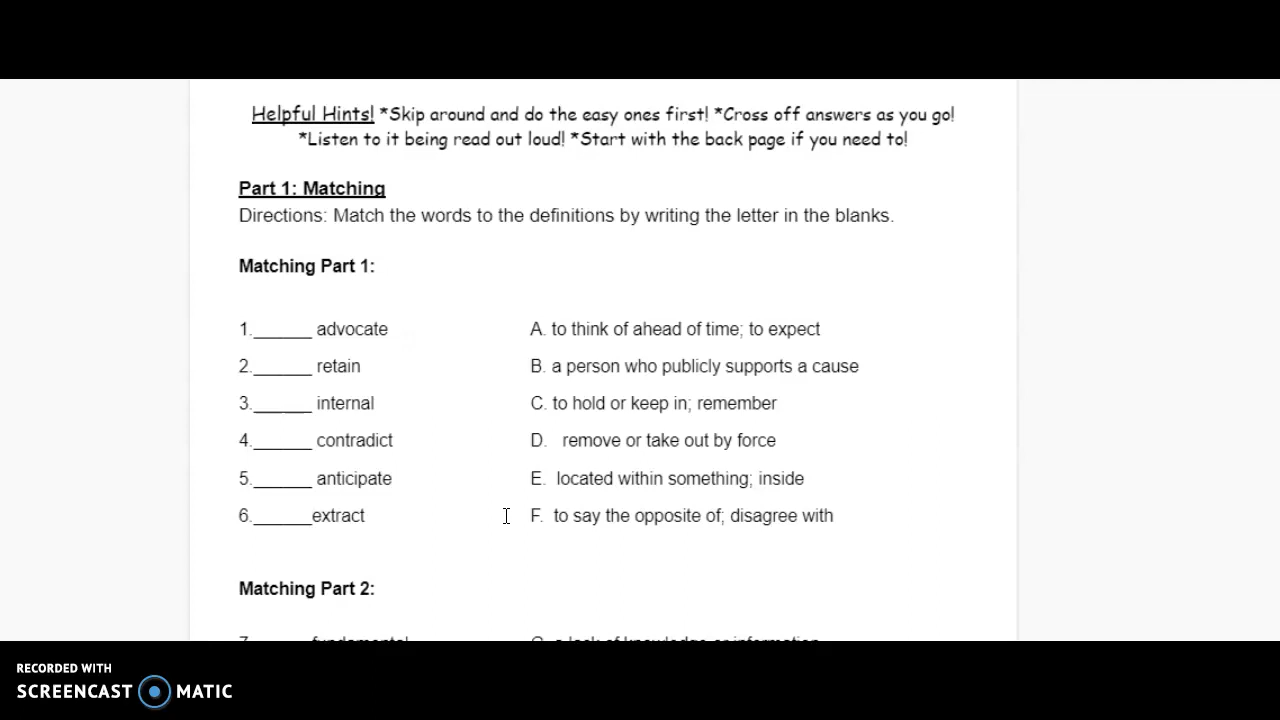 Helpful Hints! *Skip around and do the easy ones first! *Cross off answers as you go!
*Listen to it being read out loud! *Start with the back page if you need to!
Part 1: Matching
Directions: Match the words to the definitions by writing the letter in the blanks.
Matching Part 1:
1.______ advocate A. to think of ahead of time; to expect
2.______ retain B. a person who publicly supports a cause
3.______ internal C. to hold or keep in; remember
4.______ contradict D. remove or take out by force
5.______ anticipate E. located within something; inside
6.______extract F. to say the opposite of; disagree with
Matching Part 2:
RECORDED WITH
SCREENCAST MATIC